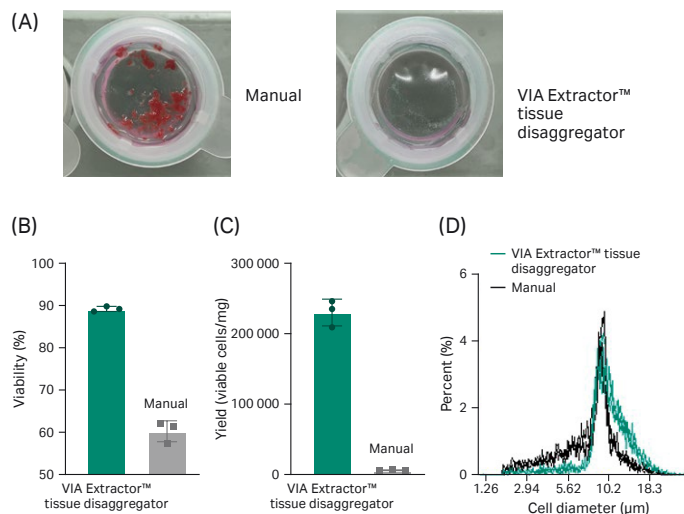 (A)
Manual
VIA Extractor™
tissue
disaggregator
(B)
Viability (%)
100
90
80
70
60
50
Manual
VIA Extractor™
tissue disaggregator
(C)
Yield (viable cells/mg)
300 000
200 000
100 000
0
Manual
VIA Extractor™
tissue disaggregator
(D)
VIA Extractor™ tissue
disaggregator
Manual
Percent (%)
6
4
2
0
1.26 2.94 5.62 10.2 18.3
Cell diameter (µm)